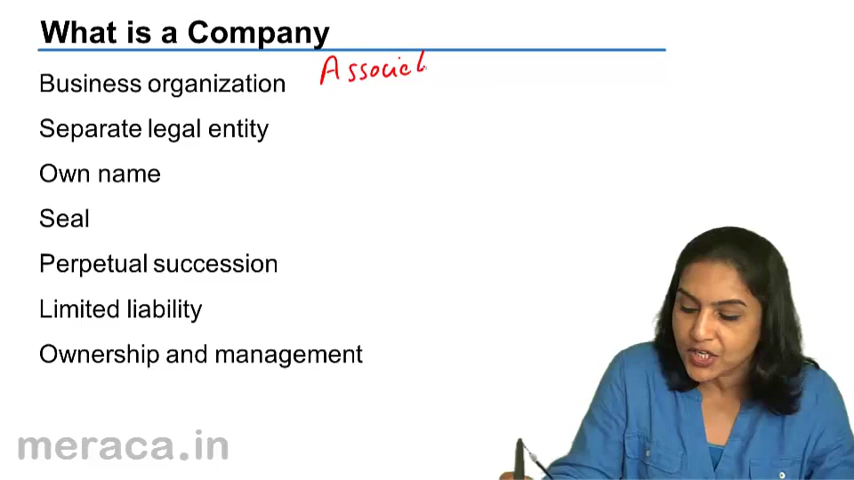 What is a Company
Business organization Associat
Separate legal entity
Own name
Seal
Perpetual succession
Limited liability
Ownership and management
meraca.in